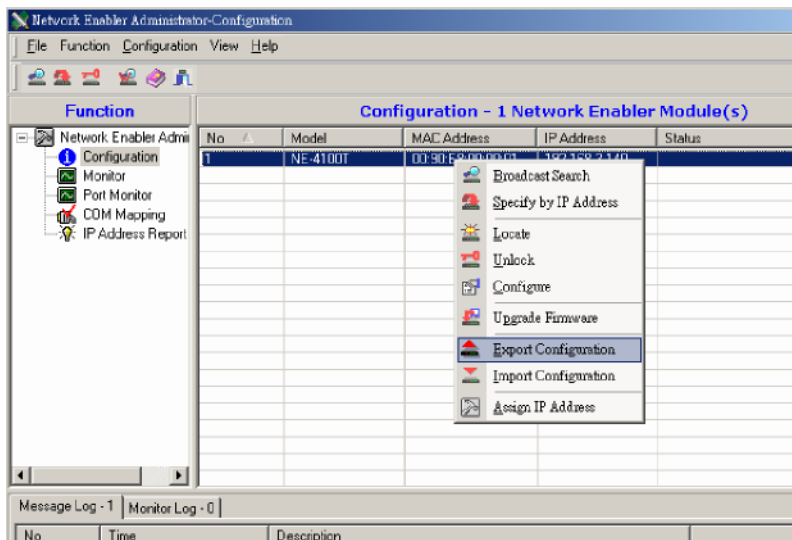 Network Enabler Administrator-Configuration
File Function Configuration View Help
Function
Configuration - 1 Network Enabler Module(s)
Network Enabler Admi
Configuration
Monitor
Port Monitor
COM Mapping
IP Address Report
No Model MAC Address IP Address Status
1 NE-4100T
Broadcast Search
Specify by IP Address
Locate
Unlock
Configure
Upgrade Firmware
Export Configuration
Import Configuration
Assign IP Address
Message Log - 1 Monitor Log - 0
No Time Description